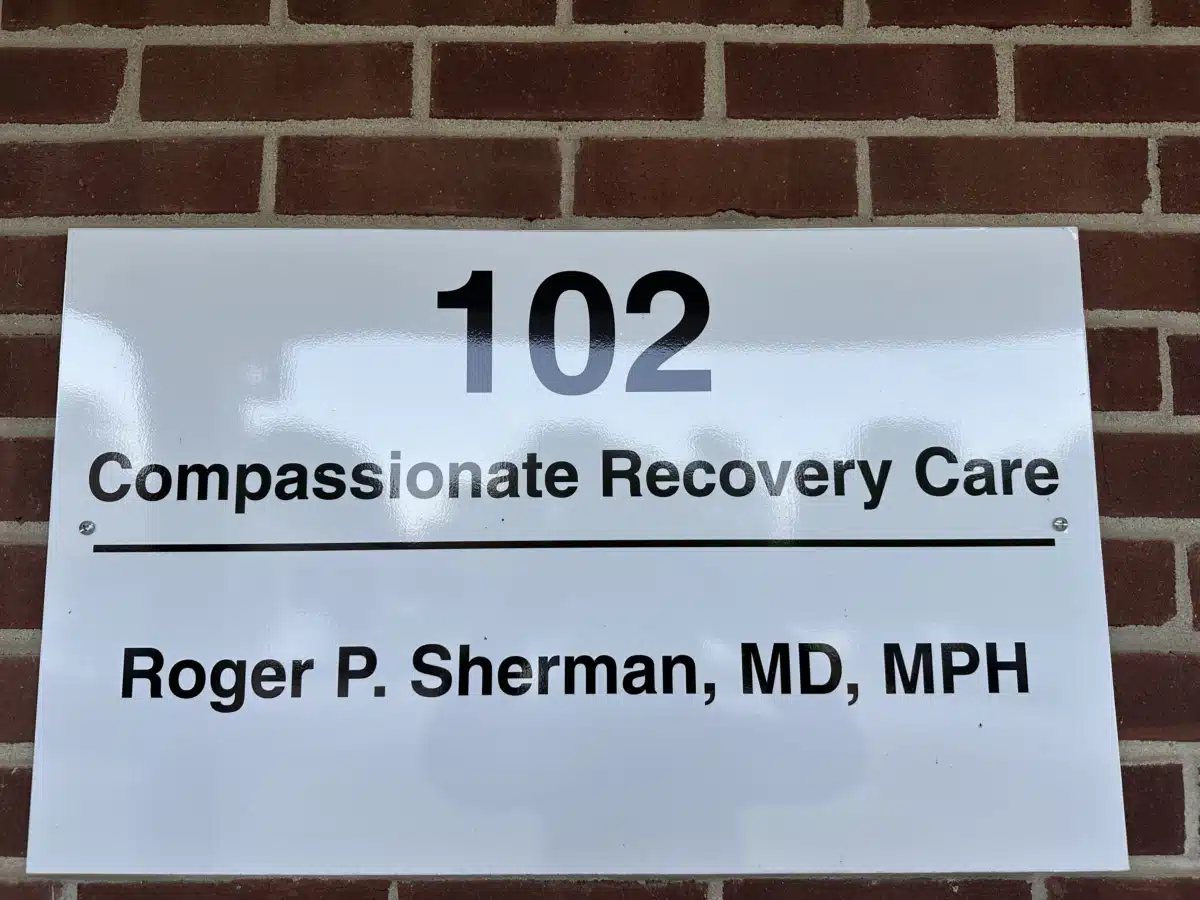 102
Compassionate Recovery Care
Roger P. Sherman, MD, MPH